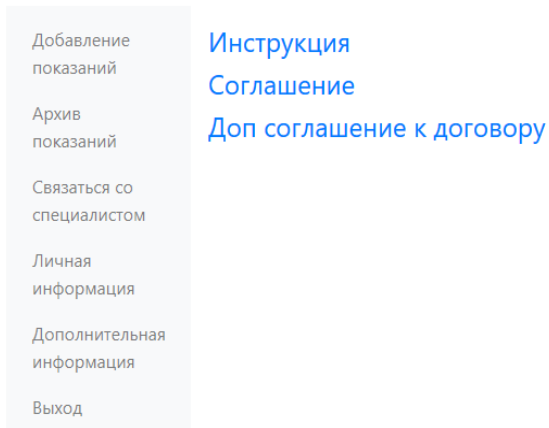 Добавление
показаний
Архив
показаний
Связаться со
специалистом
Личная
информация
Дополнительная
информация
Выход
Инструкция
Соглашение
Доп соглашение к договору